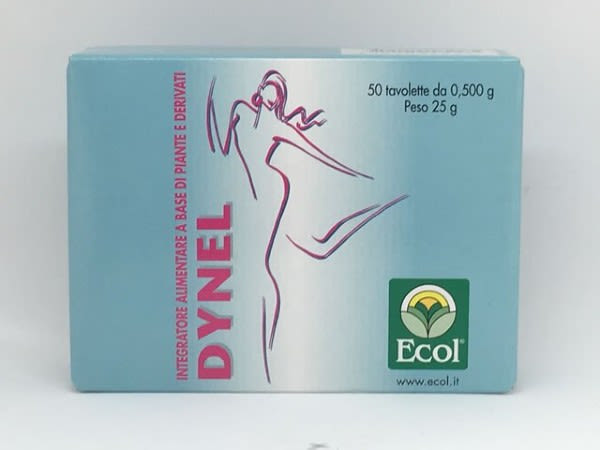 50 tavolette da 0,500 g
Peso 25 g
INTEGRATORE ALIMENTARE A BASE DI PIANTE E DERIVATI
DYNEL
Ecol®
www.ecol.it